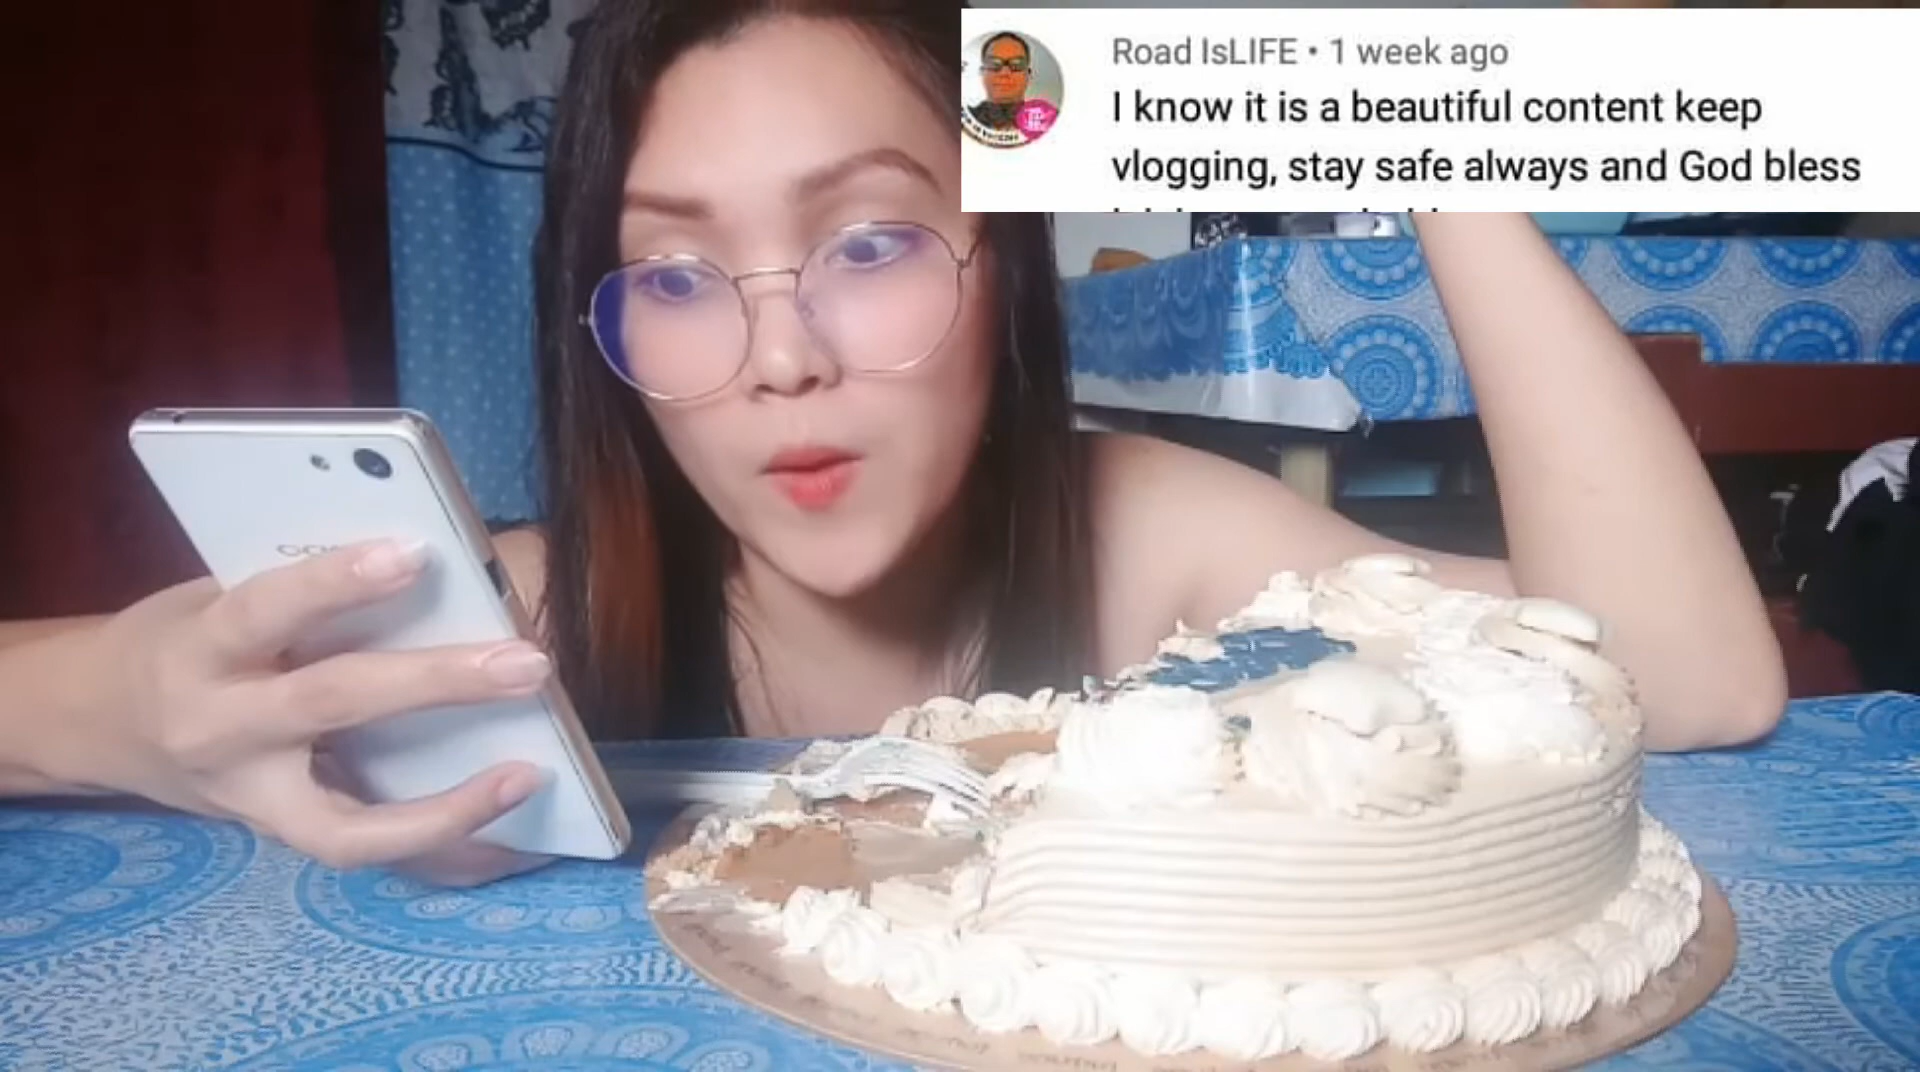 Road IsLIFE • 1 week ago
I know it is a beautiful content keep
vlogging, stay safe always and God bless